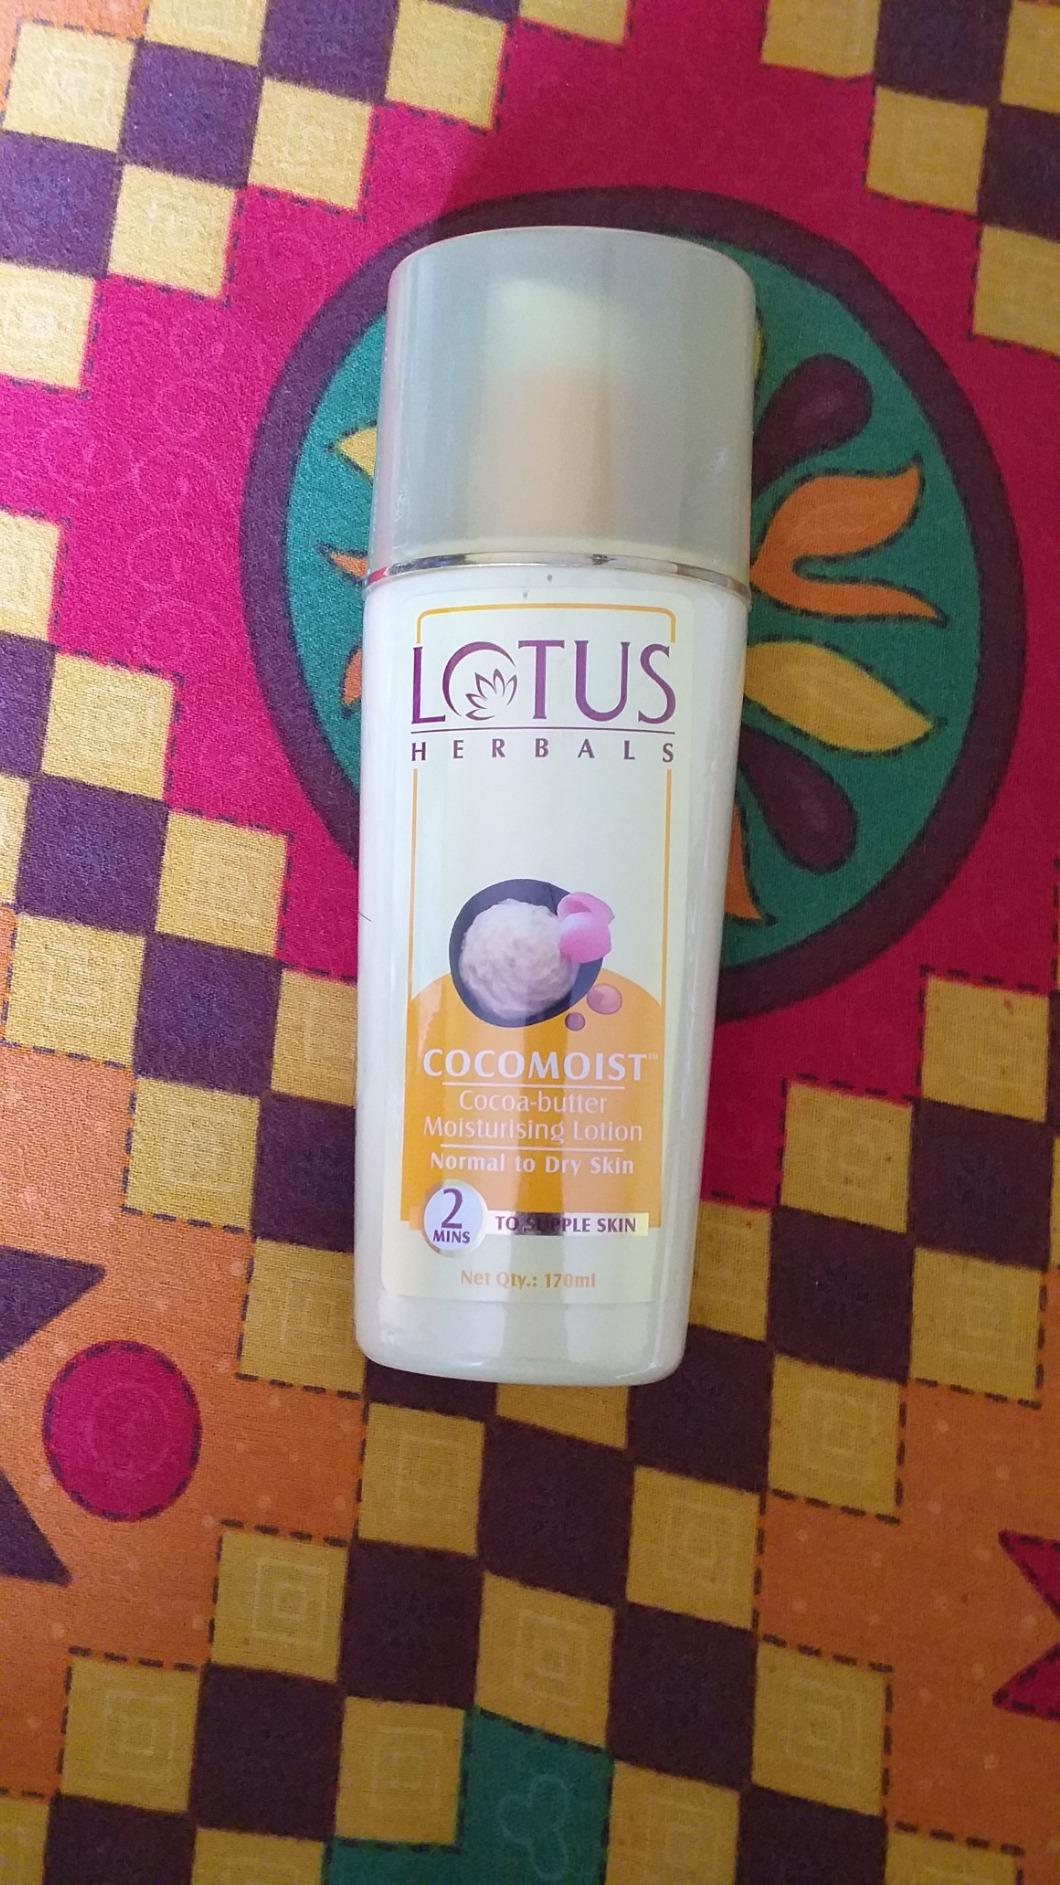 LOTUS
HERBALS
COCOMOIST™
Cocoa-butter
Moisturising Lotion
Normal to Dry Skin
2
MINS
TO SUPPLE SKIN
Net Qty.: 170ml